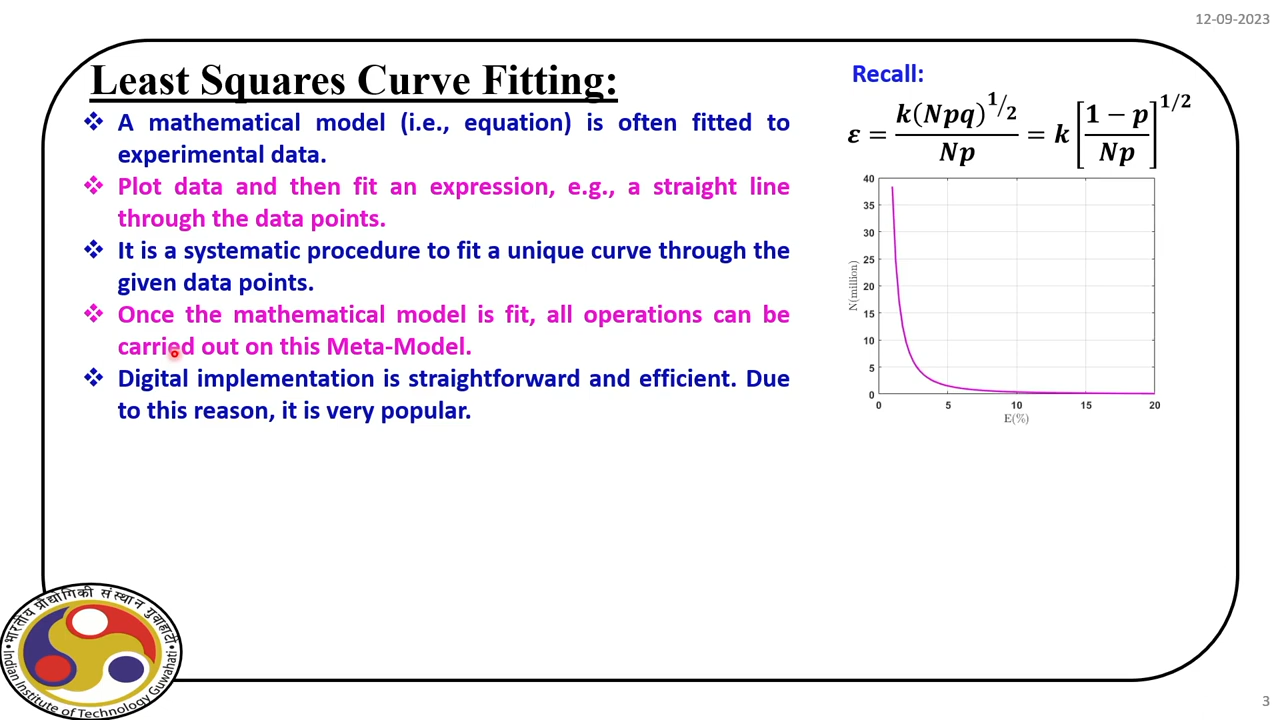 12-09-2023
Least Squares Curve Fitting:
❖ A mathematical model (i.e., equation) is often fitted to
experimental data.
❖ Plot data and then fit an expression, e.g., a straight line
through the data points.
❖ It is a systematic procedure to fit a unique curve through the
given data points.
❖ Once the mathematical model is fit, all operations can be
carried out on this Meta-Model.
❖ Digital implementation is straightforward and efficient. Due
to this reason, it is very popular.
Recall:
ε = k(Npq)^1/2 / Np = k [(1 − p) / Np]^1/2
40
35
30
25
20
15
10
5
0
N(million)
0 5 10 15 20
E(%)
भारतीय प्रौद्योगिकी संस्थान गुवाहाटी
Indian Institute of Technology Guwahati
3